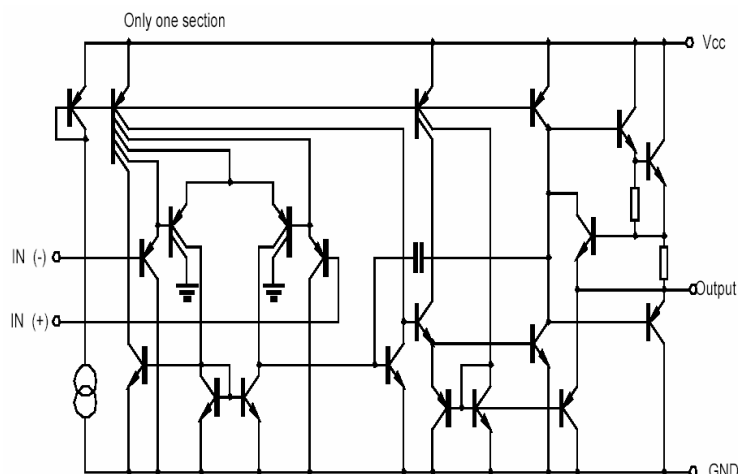 Only one section
Vcc
IN (-)
Output
IN (+)
GND